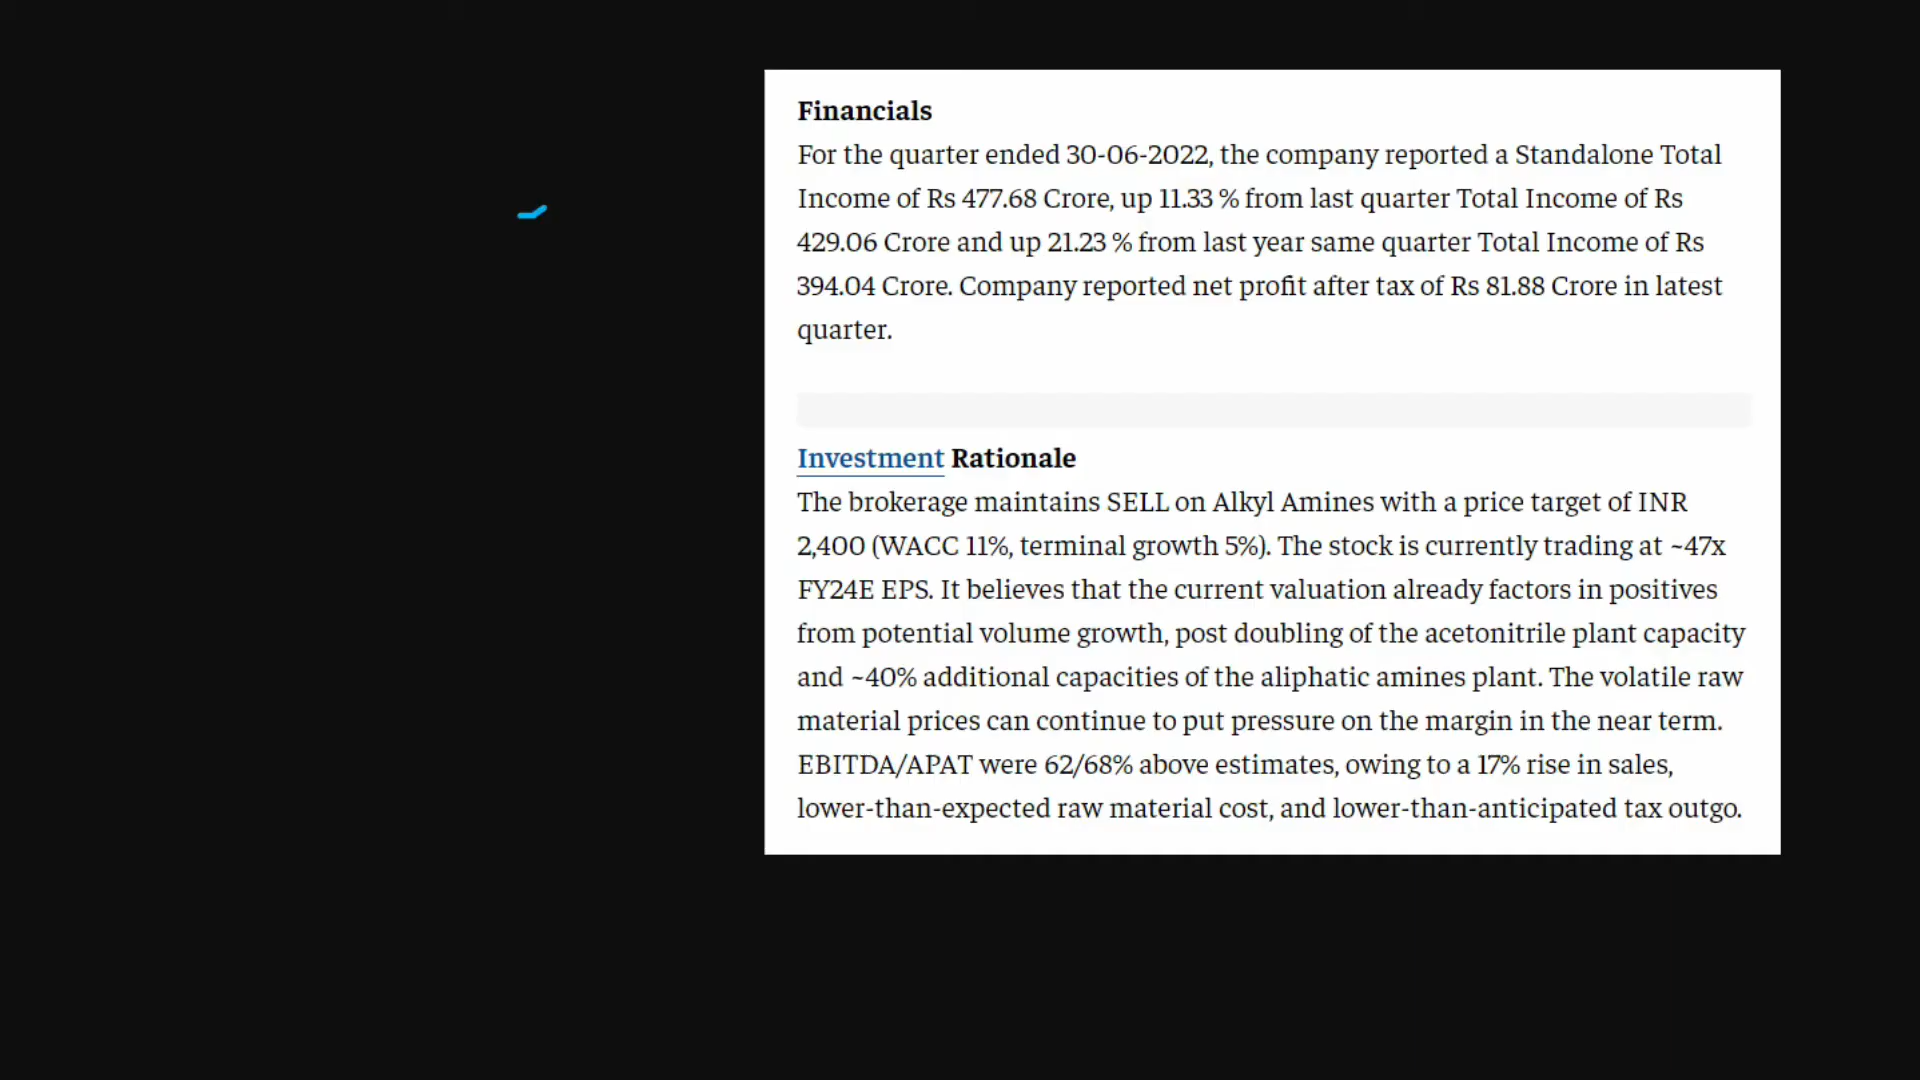 Financials
For the quarter ended 30-06-2022, the company reported a Standalone Total
Income of Rs 477.68 Crore, up 11.33 % from last quarter Total Income of Rs
429.06 Crore and up 21.23 % from last year same quarter Total Income of Rs
394.04 Crore. Company reported net profit after tax of Rs 81.88 Crore in latest
quarter.
Investment Rationale
The brokerage maintains SELL on Alkyl Amines with a price target of INR
2,400 (WACC 11%, terminal growth 5%). The stock is currently trading at ~47x
FY24E EPS. It believes that the current valuation already factors in positives
from potential volume growth, post doubling of the acetonitrile plant capacity
and ~40% additional capacities of the aliphatic amines plant. The volatile raw
material prices can continue to put pressure on the margin in the near term.
EBITDA/APAT were 62/68% above estimates, owing to a 17% rise in sales,
lower-than-expected raw material cost, and lower-than-anticipated tax outgo.